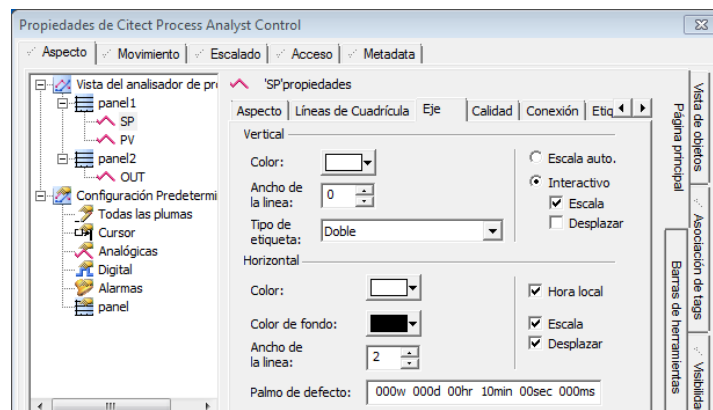 Propiedades de Citect Process Analyst Control
Aspecto Movimiento Escalado Acceso Metadata
Vista del analisador de pro
panel1
SP
PV
panel2
OUT
Configuración Predetermi
Todas las plumas
Cursor
Analógicas
Digital
Alarmas
panel
'SP'propiedades
Aspecto Líneas de Cuadrícula Eje Calidad Conexión Etiq
Vertical
Color:
Escala auto.
Ancho de
la linea: 0
Interactivo
Escala
Desplazar
Tipo de
etiqueta: Doble
Horizontal
Color:
Hora local
Color de fondo:
Escala
Ancho de
la linea: 2
Desplazar
Palmo de defecto: 000w 000d 00hr 10min 00sec 000ms
Página principal
Barras de herramientas
Vista de objetos
Asociación de tags
Visibilida